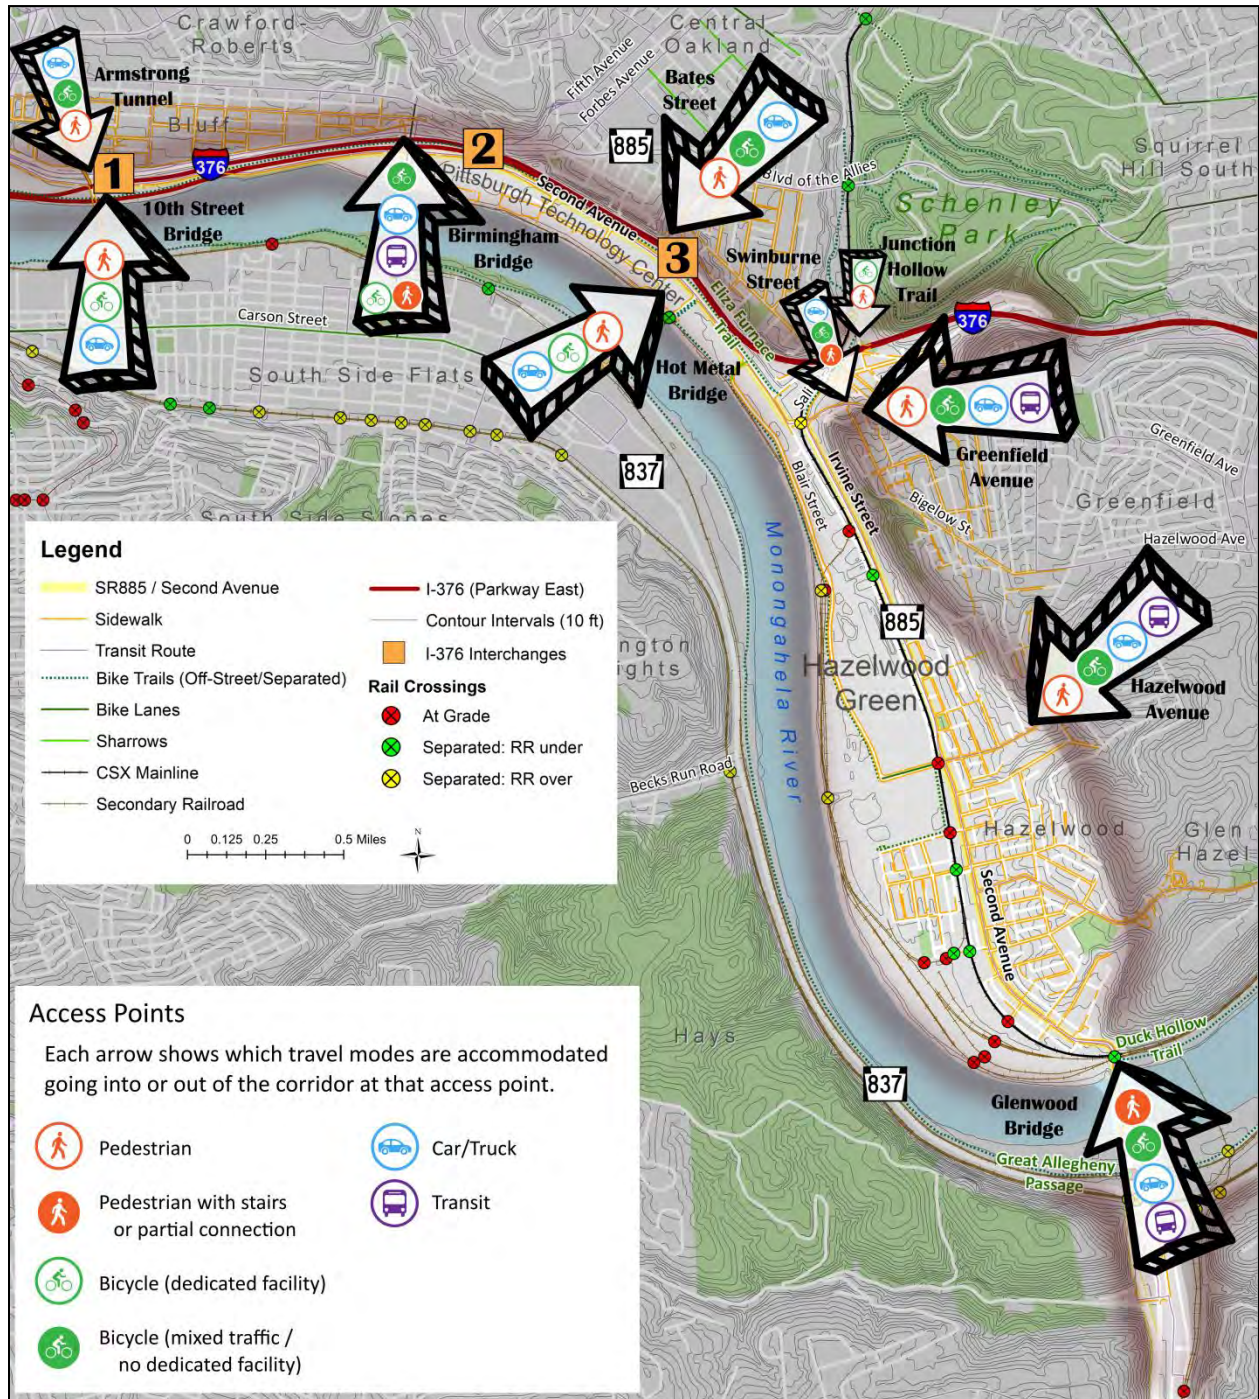 Crawford-
Roberts
Central
Oakland
Armstrong
Tunnel
Fifth Avenue
Forbes Avenue
Bates
Street
Bluff
1
2
376
885
Blvd of the Allies
Squirrel
Hill South
10th Street
Bridge
Birmingham
Bridge
Second Avenue
Pittsburgh Technology Center
3
Swinburne
Street
Schenley
Park
Junction
Hollow
Trail
Eliza Furnace
Trail
376
Carson Street
South Side Flats
Hot Metal
Bridge
Sali
Greenfield
Avenue
Greenfield Ave
837
Blair Street
Irvine Street
Bigelow St
Greenfield
Hazelwood Ave
South Side Slopes
Monongahela River
885
Hazelwood
Green
Hazelwood
Avenue
ington
ights
Becks Run Road
Hazelwood
Glen
Hazel
Second Avenue
Hays
837
Duck Hollow
Trail
Glenwood
Bridge
Great Allegheny
Passage
Legend
SR885 / Second Avenue
Sidewalk
Transit Route
Bike Trails (Off-Street/Separated)
Bike Lanes
Sharrows
CSX Mainline
Secondary Railroad
I-376 (Parkway East)
Contour Intervals (10 ft)
I-376 Interchanges
Rail Crossings
At Grade
Separated: RR under
Separated: RR over
0 0.125 0.25 0.5 Miles
N
Access Points
Each arrow shows which travel modes are accommodated
going into or out of the corridor at that access point.
Pedestrian
Pedestrian with stairs
or partial connection
Bicycle (dedicated facility)
Bicycle (mixed traffic /
no dedicated facility)
Car/Truck
Transit